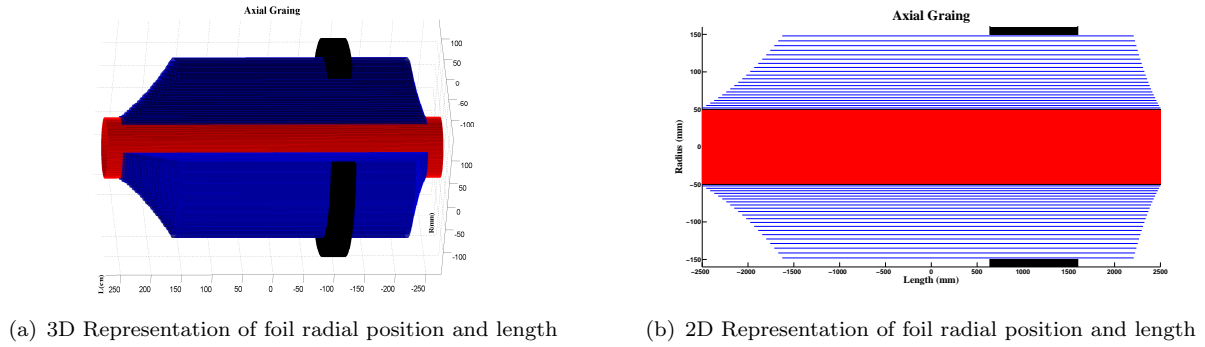 Axial Graing
100
50
0
-50
-100
100
50
0
-50
-100
R(mm)
L(cm)
250 200 150 100 50 0 -50 -100 -150 -200 -250
(a) 3D Representation of foil radial position and length
Axial Graing
150
100
50
0
−50
−100
−150
Radius (mm)
−2500 −2000 −1500 −1000 −500 0 500 1000 1500 2000 2500
Length (mm)
(b) 2D Representation of foil radial position and length